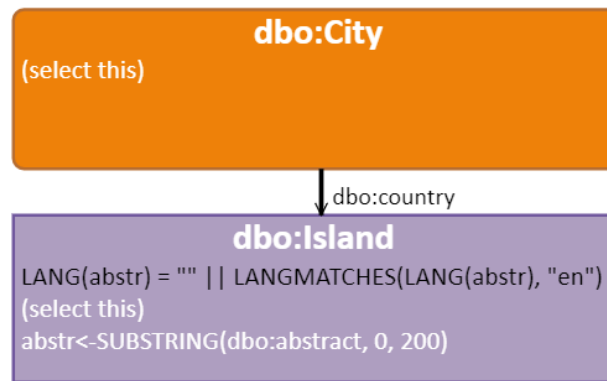 dbo:City
(select this)
dbo:country
dbo:Island
LANG(abstr) = "" || LANGMATCHES(LANG(abstr), "en")
(select this)
abstr<-SUBSTRING(dbo:abstract, 0, 200)